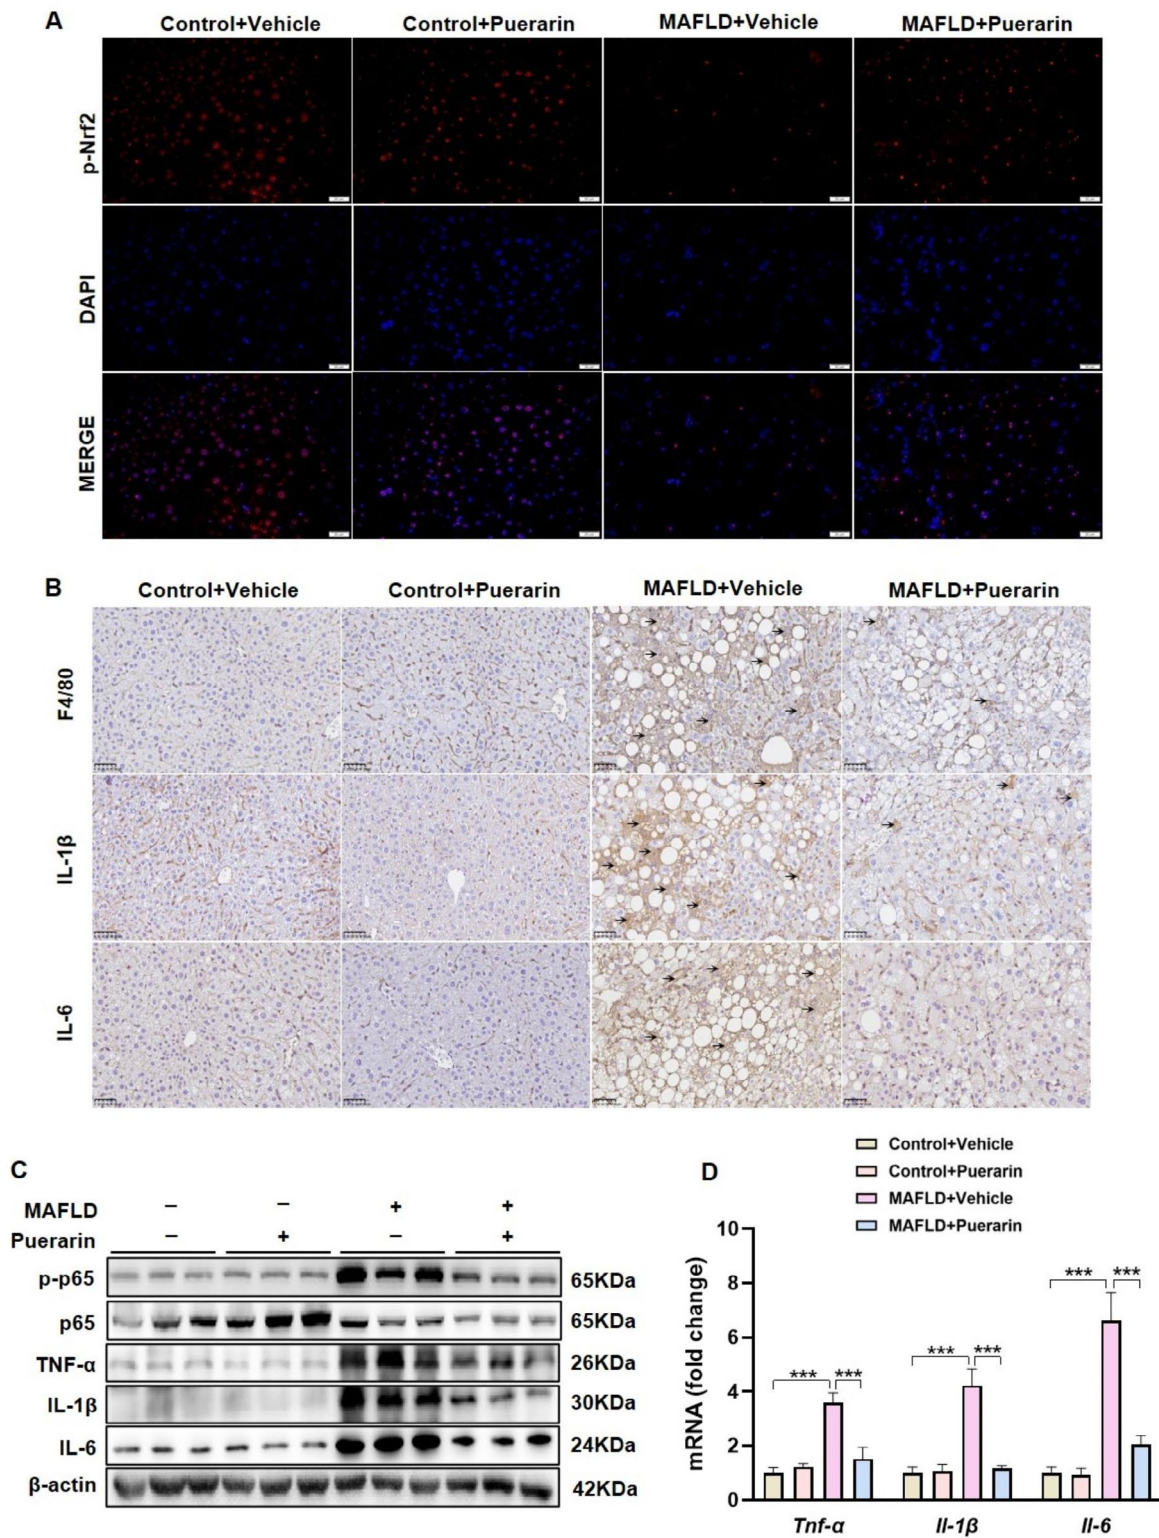 A
Control+Vehicle Control+Puerarin MAFLD+Vehicle MAFLD+Puerarin
p-Nrf2
DAPI
MERGE
B
Control+Vehicle Control+Puerarin MAFLD+Vehicle MAFLD+Puerarin
F4/80
IL-1β
IL-6
C
MAFLD − − + +
Puerarin − + − +
p-p65 65KDa
p65 65KDa
TNF-α 26KDa
IL-1β 30KDa
IL-6 24KDa
β-actin 42KDa
D
Control+Vehicle
Control+Puerarin
MAFLD+Vehicle
MAFLD+Puerarin
mRNA (fold change)
10
8
6
4
2
0
*** ***
*** ***
*** ***
Tnf-α Il-1β Il-6